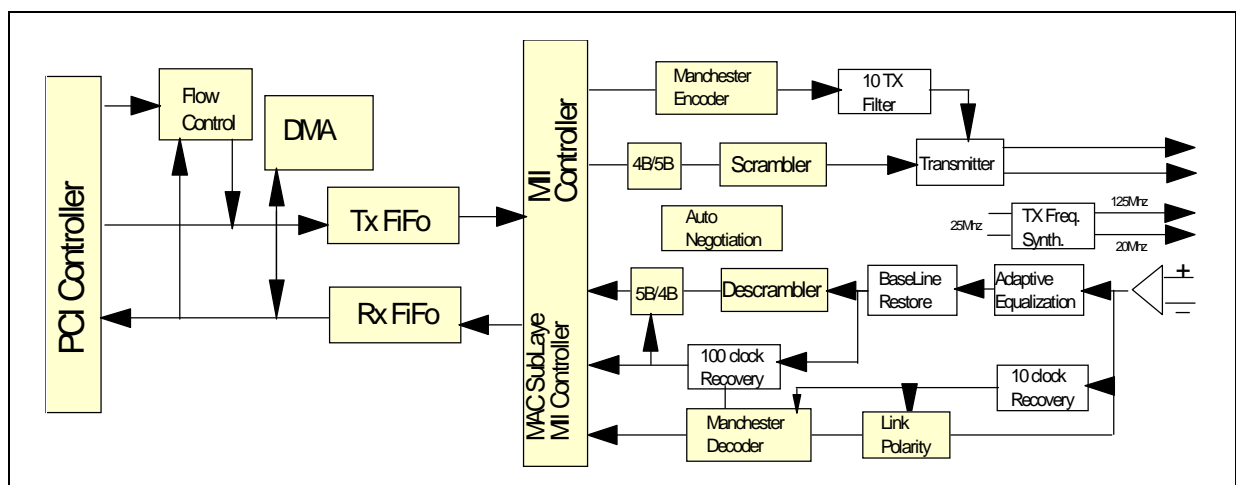 PCI Controller
Flow
Control
DMA
Tx FiFo
Rx FiFo
MII
Controller
MAC SubLaye
MII Controller
Manchester
Encoder
10 TX
Filter
4B/5B
Scrambler
Transmitter
Auto
Negotiation
25Mhz
TX Freq.
Synth.
125Mhz
20Mhz
5B/4B
Descrambler
BaseLine
Restore
Adaptive
Equalization
+
–
100 clock
Recovery
10 clock
Recovery
Manchester
Decoder
Link
Polarity